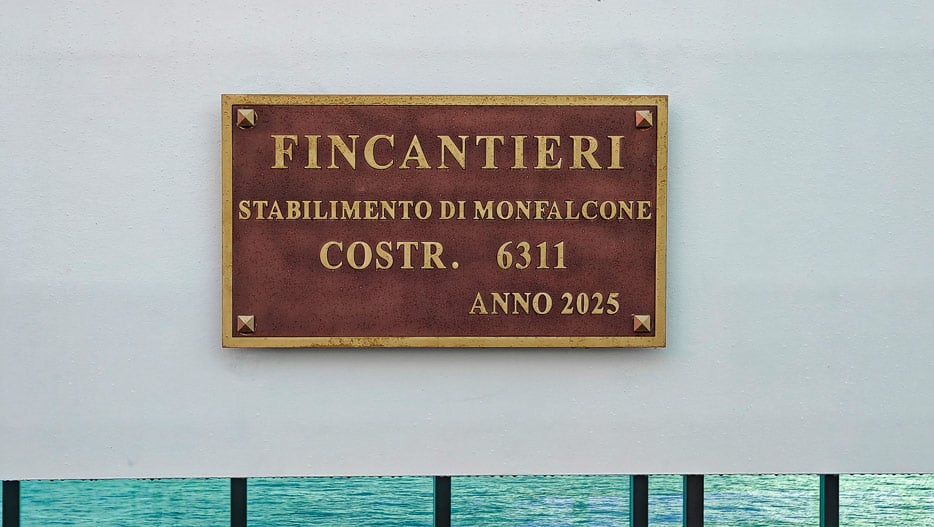 FINCANTIERI
STABILIMENTO DI MONFALCONE
COSTR. 6311
ANNO 2025